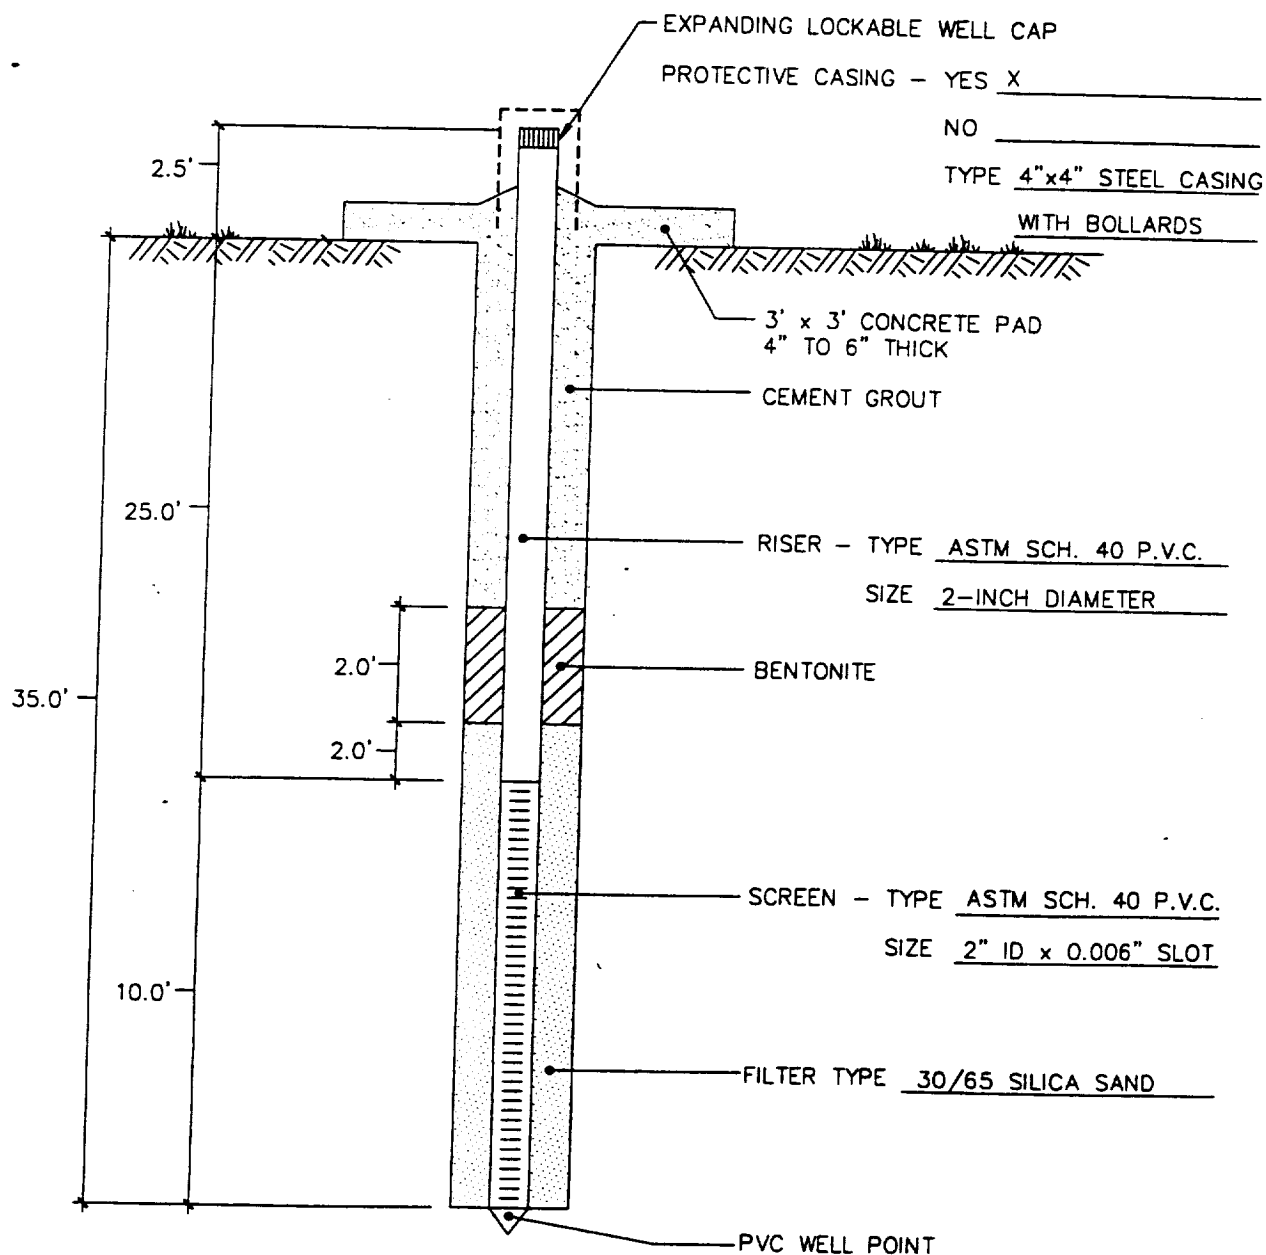 EXPANDING LOCKABLE WELL CAP
PROTECTIVE CASING - YES X
NO
2.5'
TYPE 4"x4" STEEL CASING
WITH BOLLARDS
3' x 3' CONCRETE PAD
4" TO 6" THICK
CEMENT GROUT
25.0'
RISER - TYPE ASTM SCH. 40 P.V.C.
SIZE 2-INCH DIAMETER
2.0'
BENTONITE
35.0'
2.0'
SCREEN - TYPE ASTM SCH. 40 P.V.C.
SIZE 2" ID x 0.006" SLOT
10.0'
FILTER TYPE 30/65 SILICA SAND
PVC WELL POINT